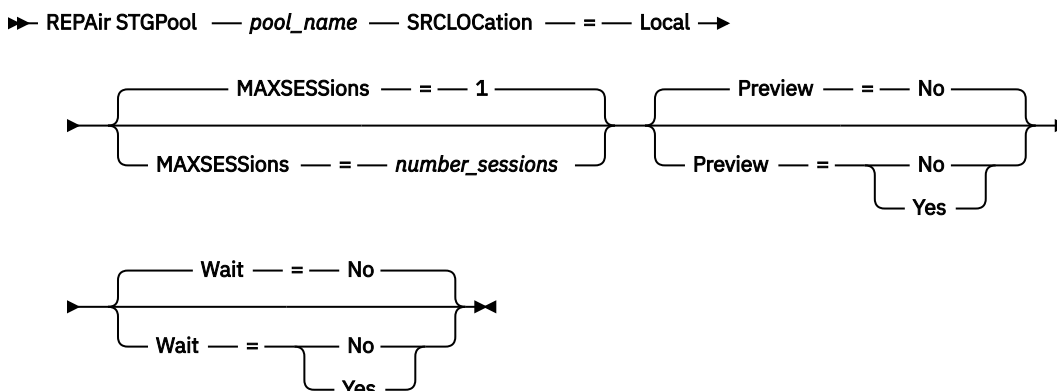 REPAir STGPool — pool_name — SRCLOCation — = — Local
MAXSESSions — = — 1
Preview — = — No
MAXSESSions — = — number_sessions
Preview — = — No
Yes
Wait — = — No
Wait — = — No
Yes